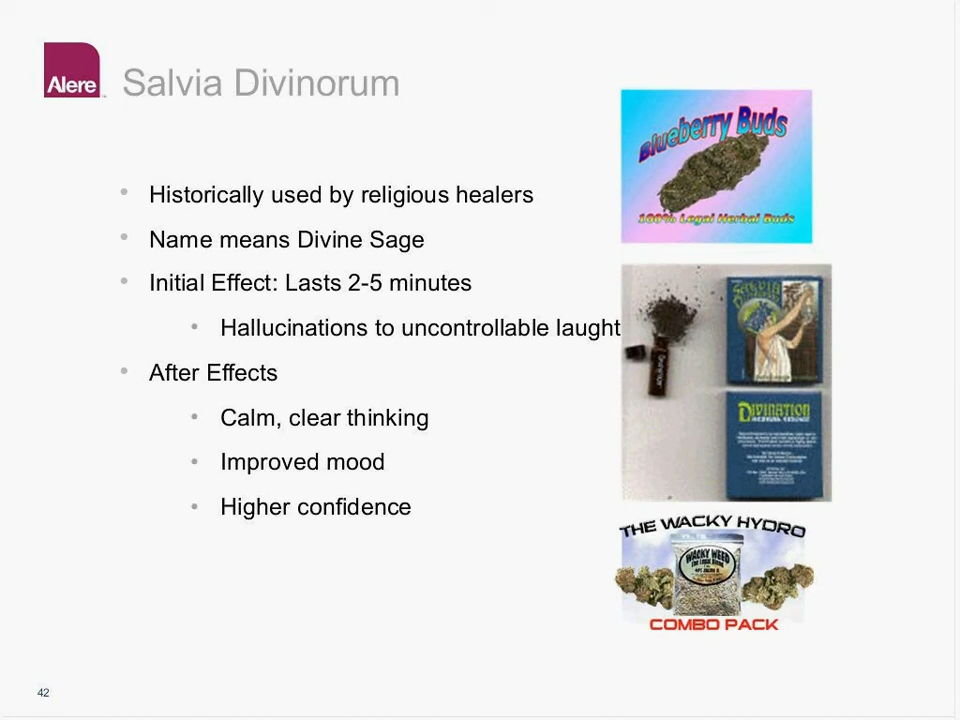 Alere
Salvia Divinorum
• Historically used by religious healers
• Name means Divine Sage
• Initial Effect: Lasts 2-5 minutes
• Hallucinations to uncontrollable laught
• After Effects
• Calm, clear thinking
• Improved mood
• Higher confidence
Blueberry Buds
100% Legal Herbal Buds
SALVIA
DIVINATION
THE WACKY HYDRO
WACKY WEED
COMBO PACK
42